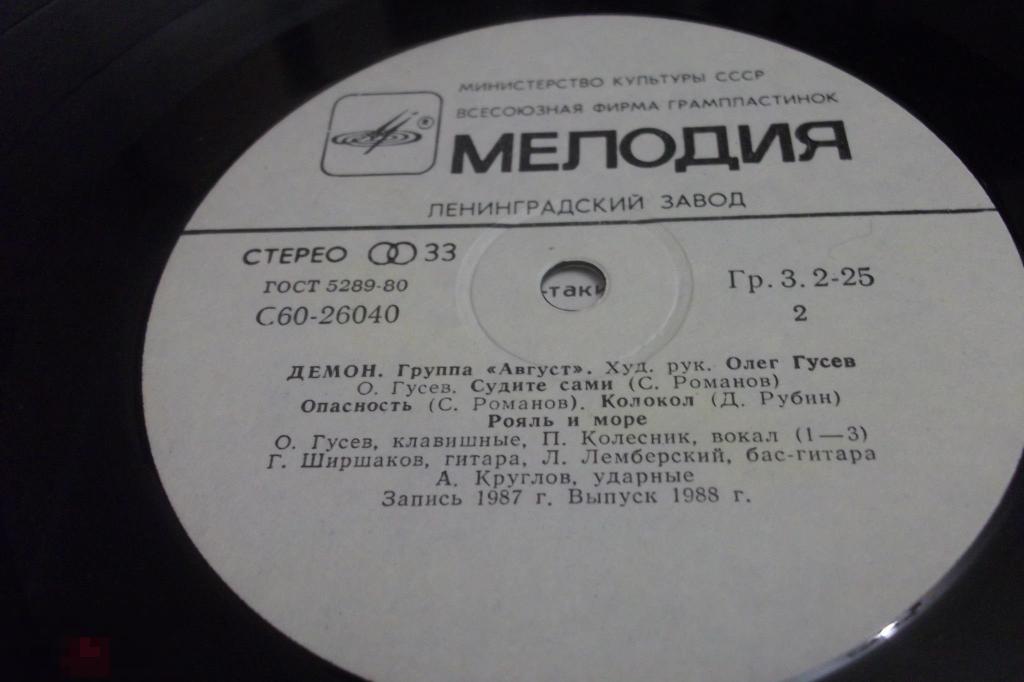 МИНИСТЕРСТВО КУЛЬТУРЫ СССР
ВСЕСОЮЗНАЯ ФИРМА ГРАМПЛАСТИНОК
®
МЕЛОДИЯ
ЛЕНИНГРАДСКИЙ ЗАВОД
СТЕРЕО 33
ГОСТ 5289-80
С60-26040
Гр. 3. 2-25
2
-таки
ДЕМОН. Группа «Август». Худ. рук. Олег Гусев
О. Гусев. Судите сами (С. Романов)
Опасность (С. Романов). Колокол (Д. Рубин)
Рояль и море
О. Гусев, клавишные, П. Колесник, вокал (1—3)
Г. Ширшаков, гитара, Л. Лемберский, бас-гитара
А. Круглов, ударные
Запись 1987 г. Выпуск 1988 г.